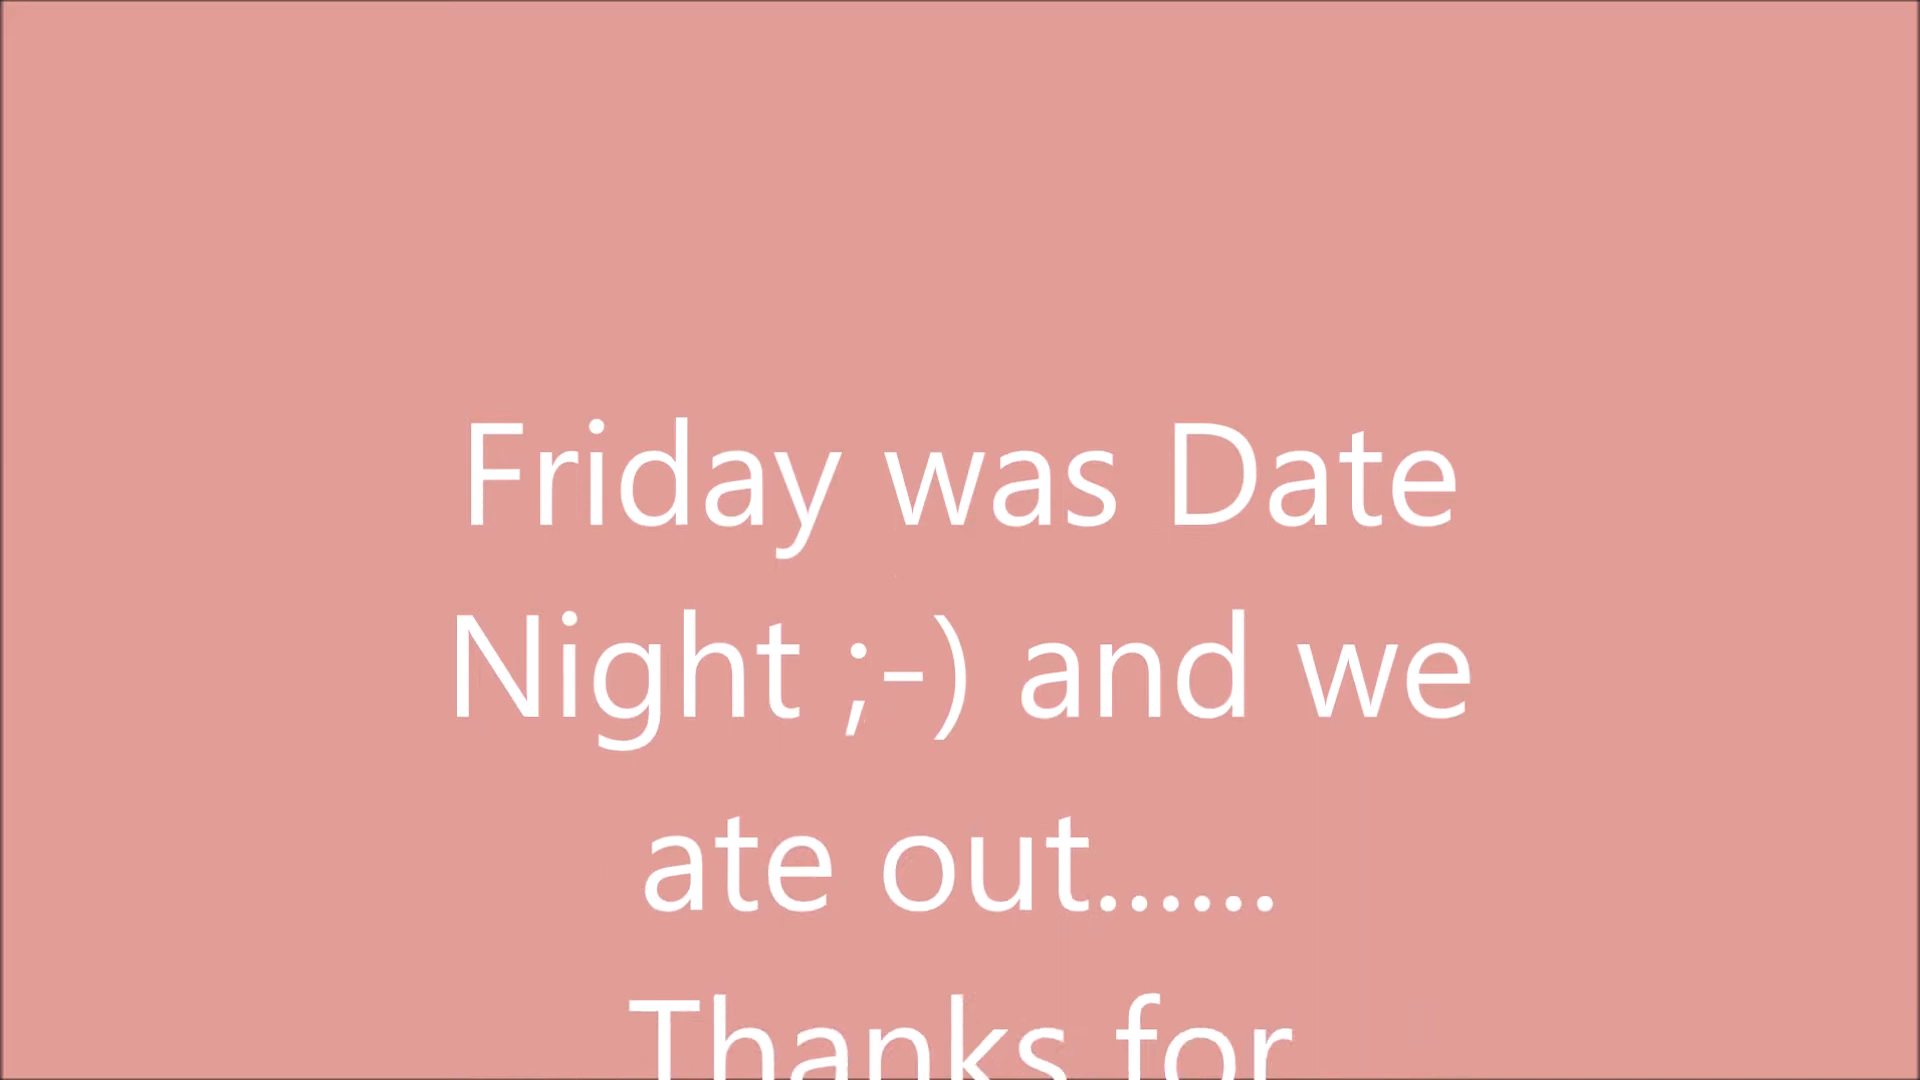 Friday was Date
Night ;-) and we
ate out......
Thanks for